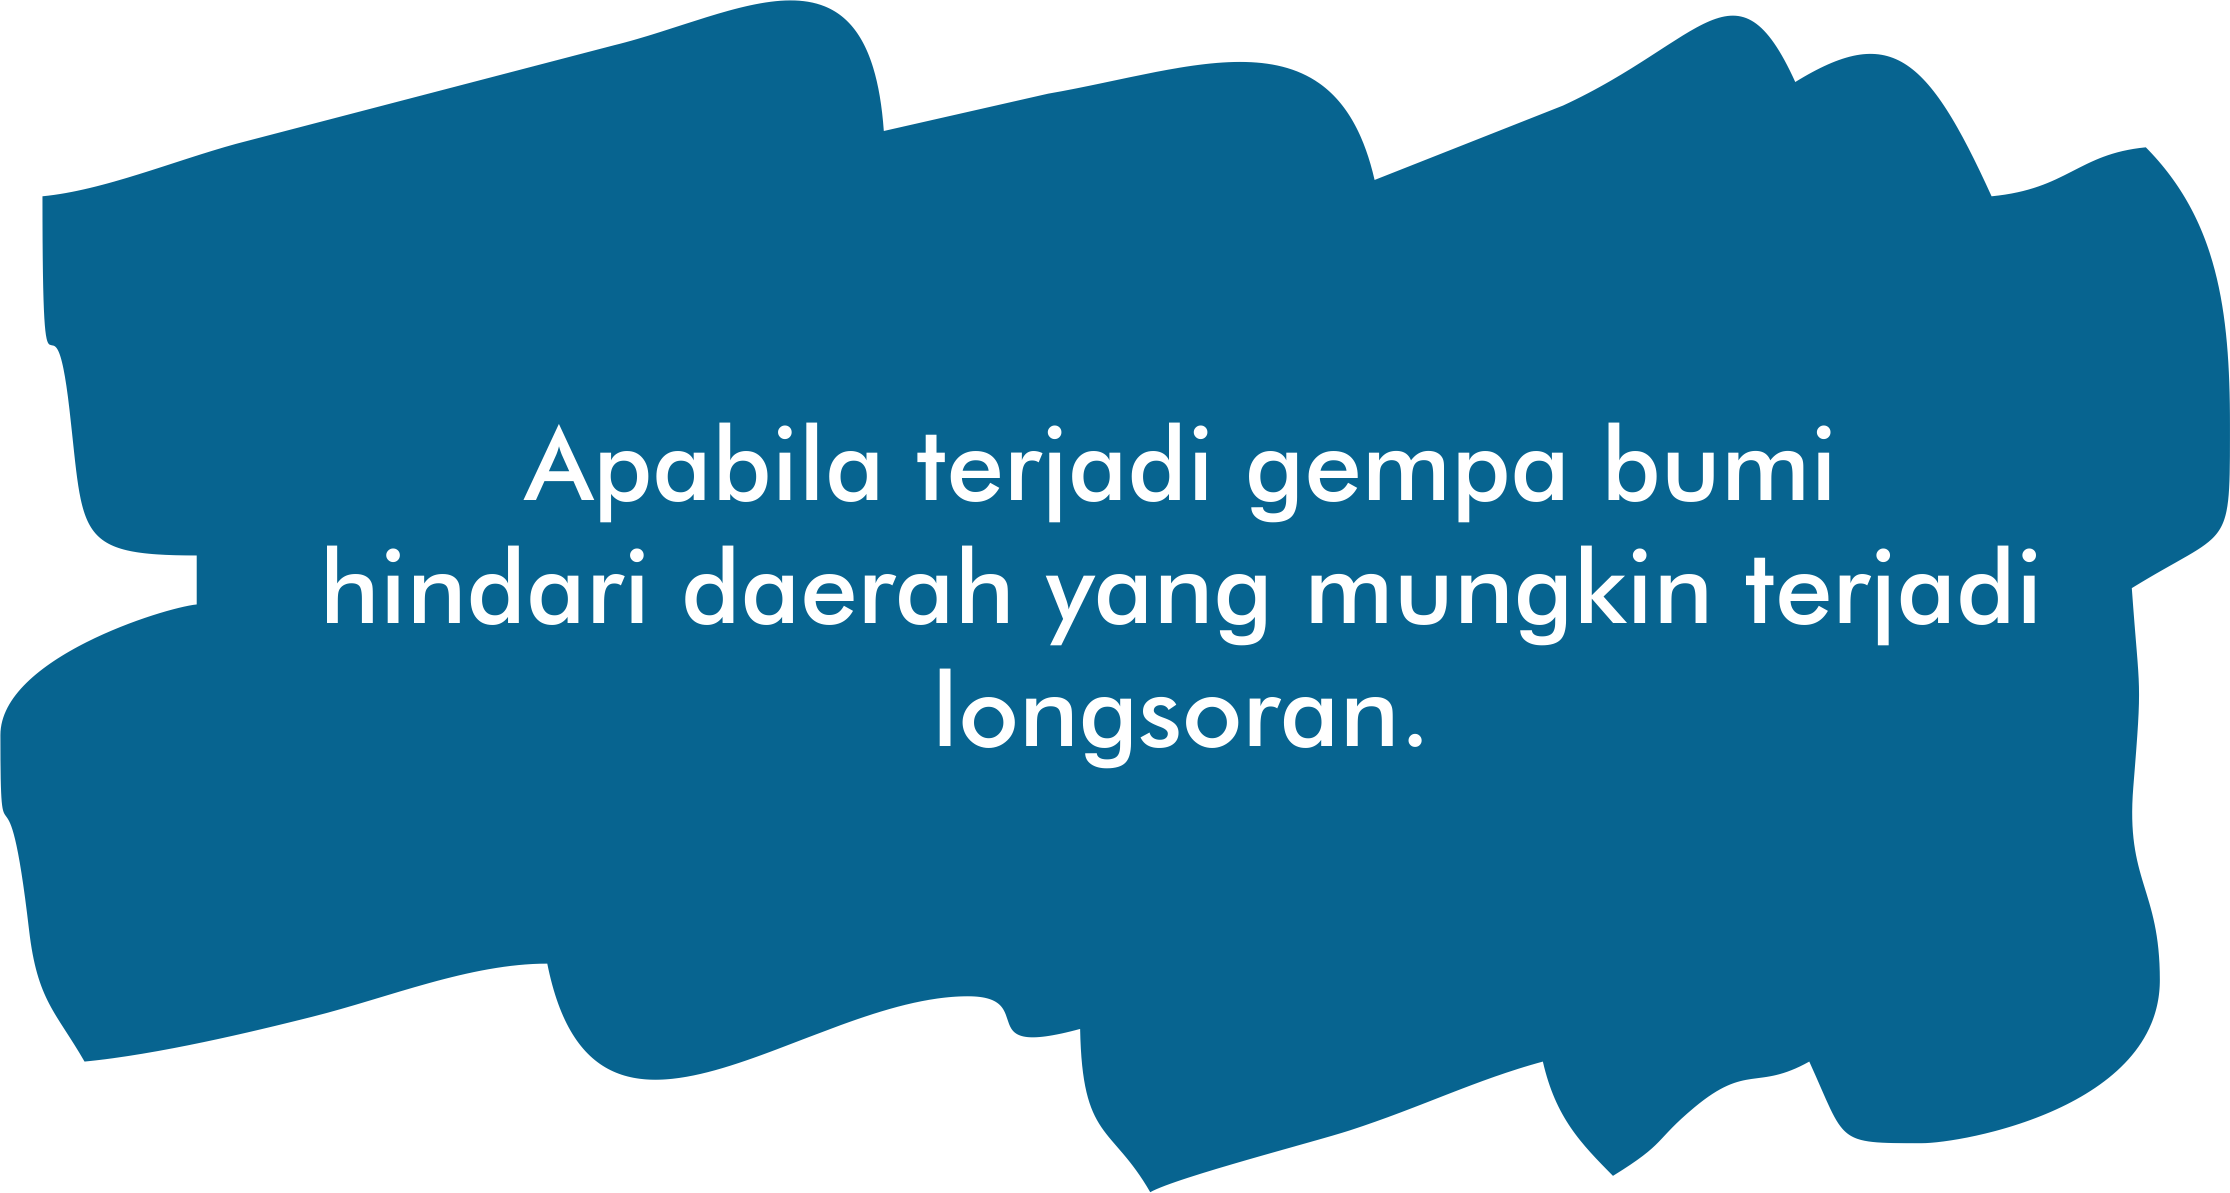 Apabila terjadi gempa bumi
hindari daerah yang mungkin terjadi
longsoran.